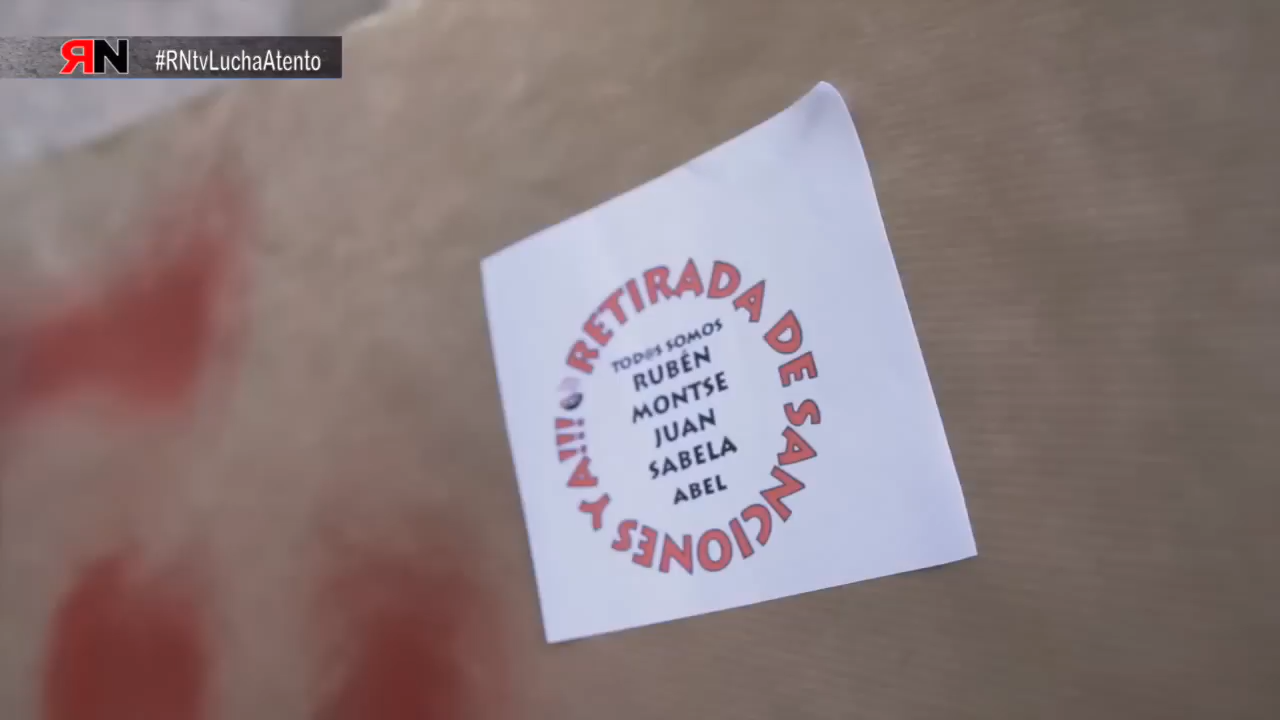 RN #RNtvLuchaAtento
RETIRADA DE SANCIONES YA!!!
TOD@S SOMOS
RUBÉN
MONTSE
JUAN
SABELA
ABEL